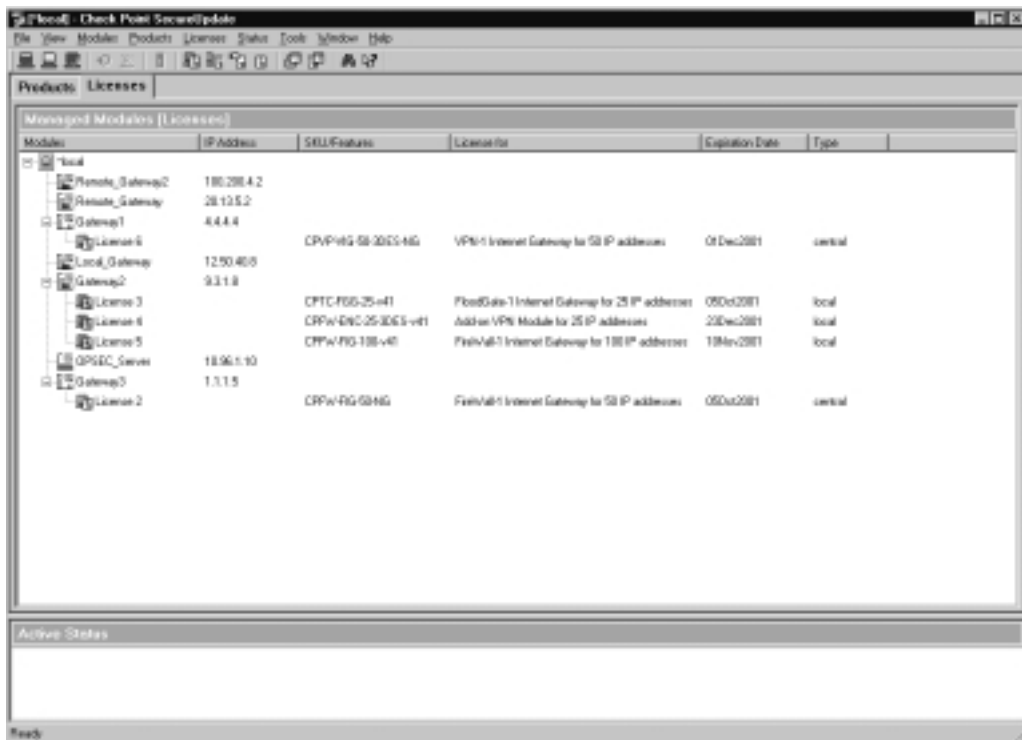 [*local] - Check Point SecureUpdate
File View Modules Products Licenses Status Tools Window Help
Products Licenses
Managed Modules [Licenses]
Modules IP Address SKU/Features License for Expiration Date Type
*local
Remote_Gateway2 100.200.4.2
Remote_Gateway 20.13.5.2
Gateway1 4.4.4.4
License 6 CPVP-VIG-50-3DES-NG VPN-1 Internet Gateway for 50 IP addresses 01Dec2001 central
Local_Gateway 12.50.40.8
Gateway2 9.3.1.8
License 3 CPTC-FGG-25-v41 FloodGate-1 Internet Gateway for 25 IP addresses 05Oct2001 local
License 4 CPFW-ENC-25-3DES-v41 Add-on VPN Module for 25 IP addresses 23Dec2001 local
License 5 CPFW-FIG-100-v41 FireWall-1 Internet Gateway for 100 IP addresses 10Nov2001 local
OPSEC_Server 10.96.1.10
Gateway3 1.1.1.9
License 2 CPFW-FIG-50-NG FireWall-1 Internet Gateway for 50 IP addresses 05Oct2001 central
Active Status
Ready